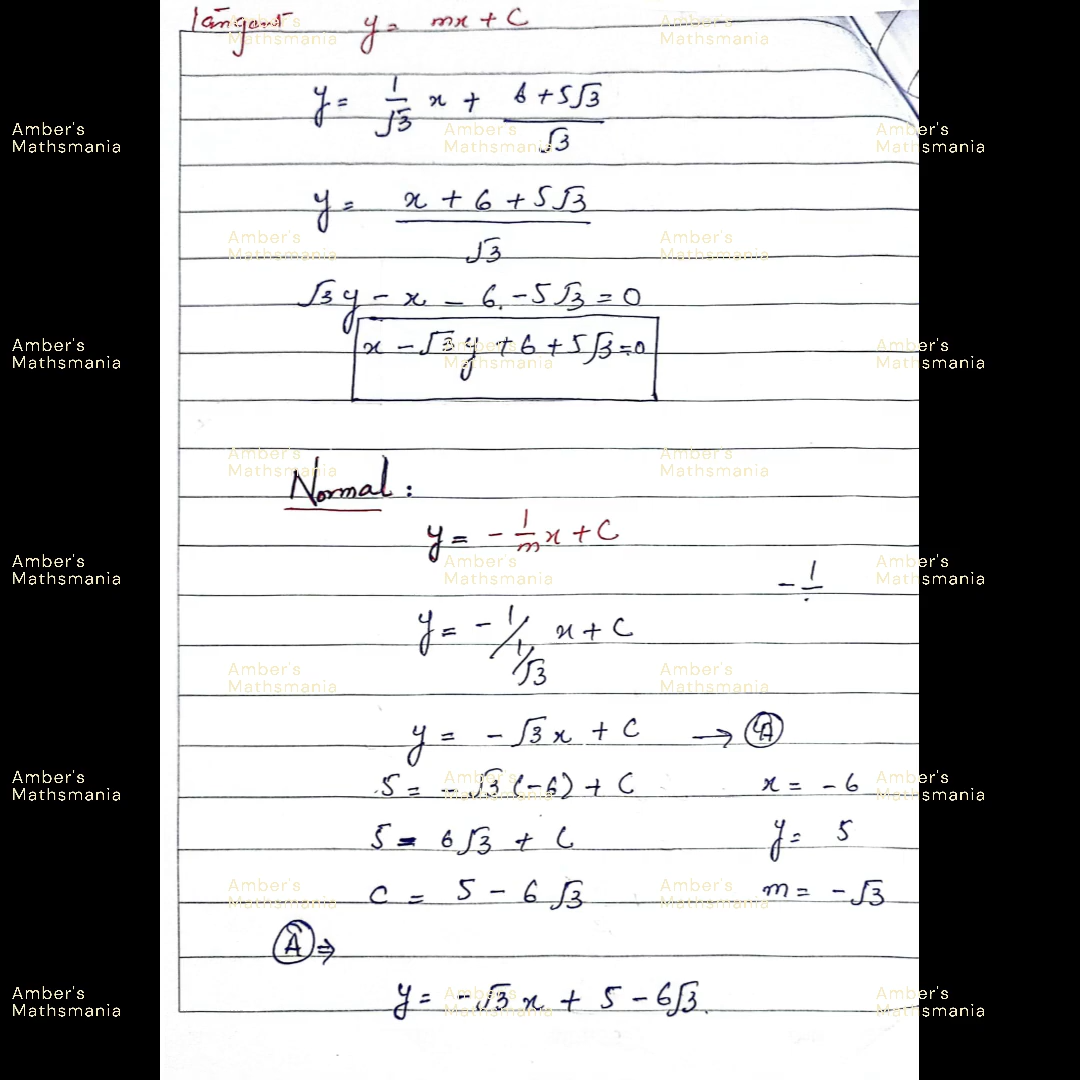 Tangent y = mx + C
y = 1/√3 x + (6 + 5√3)/√3
y = (x + 6 + 5√3)/√3
√3y - x - 6 - 5√3 = 0
x - √3y + 6 + 5√3 = 0
Normal :
y = - 1/m x + C
- 1/
y = - 1/(1/√3) x + C
y = - √3 x + C → Ⓐ
5 = - √3 (-6) + C x = - 6
5 = 6√3 + C y = 5
C = 5 - 6√3 m = - √3
Ⓐ ⇒
y = - √3 x + 5 - 6√3.
Amber's
Mathsmania